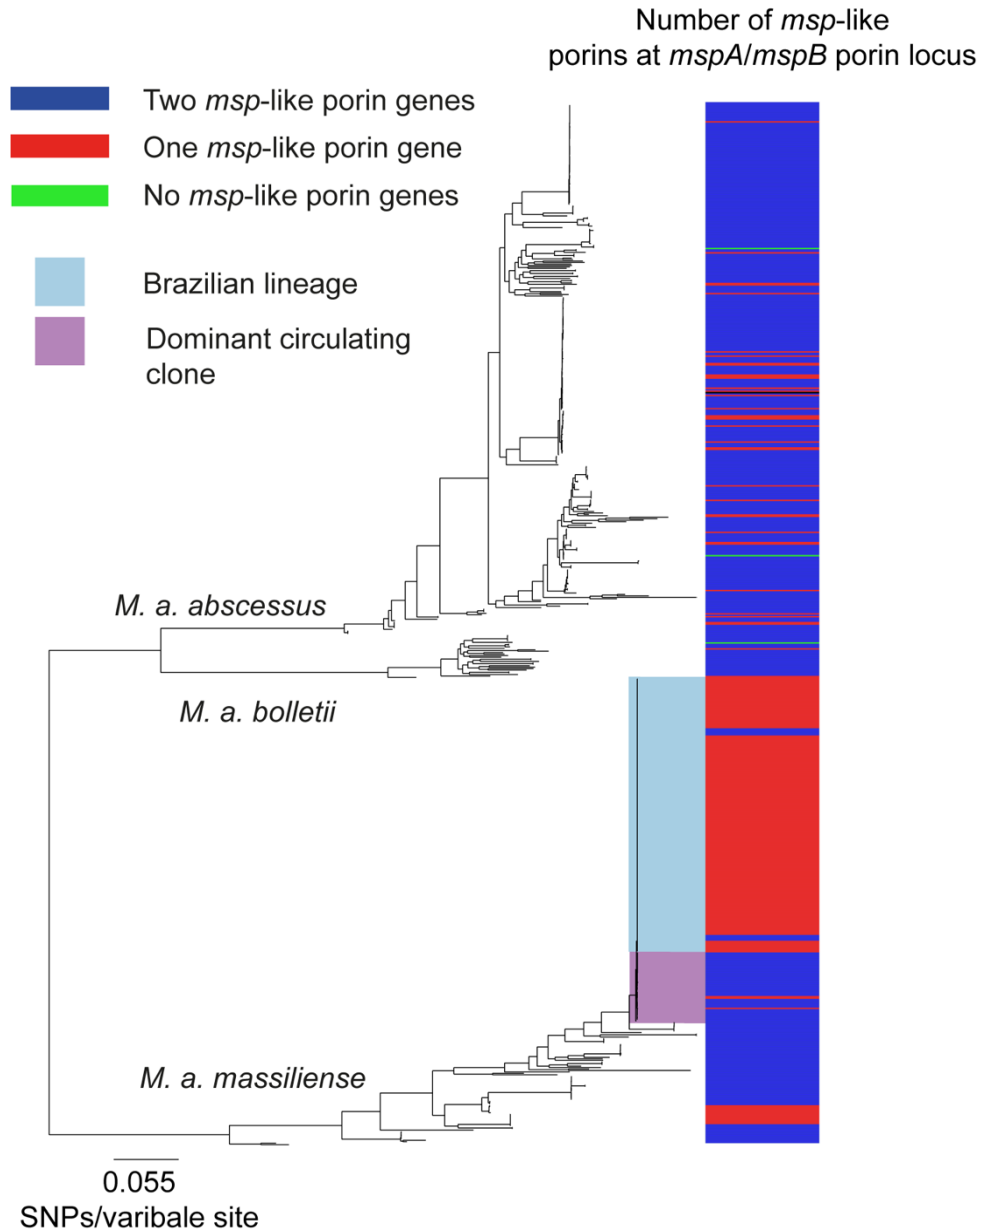 Number of msp-like
porins at mspA/mspB porin locus
Two msp-like porin genes
One msp-like porin gene
No msp-like porin genes
Brazilian lineage
Dominant circulating
clone
M. a. abscessus
M. a. bolletii
M. a. massiliense
0.055
SNPs/varibale site